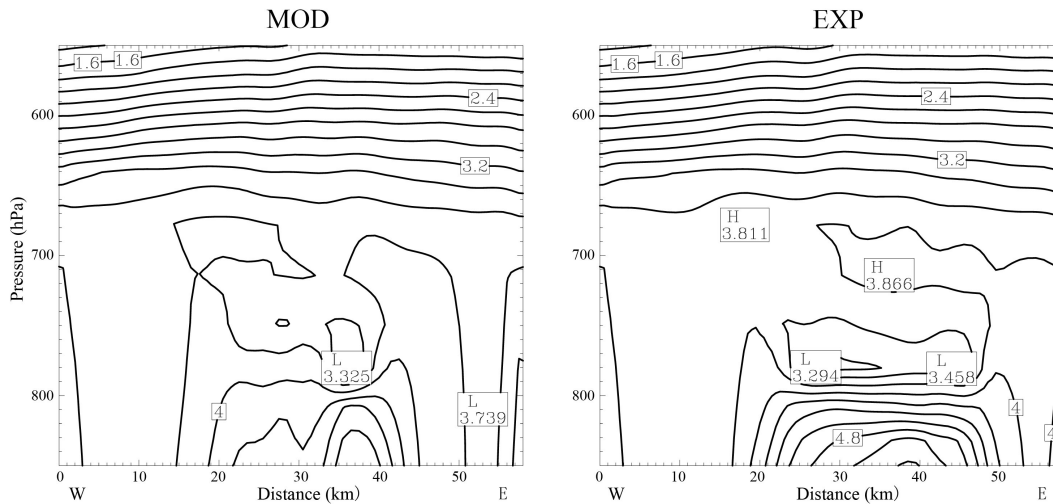 MOD
EXP
1.6
1.6
1.6
1.6
2.4
2.4
600
600
3.2
3.2
Pressure (hPa)
H
3.811
700
700
H
3.866
L
3.325
L
3.294
L
3.458
800
800
4
L
3.739
4
4.8
4
0
10
20
30
40
50
0
10
20
30
40
50
W
Distance (km)
E
W
Distance (km)
E